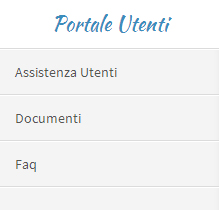 Portale Utenti
Assistenza Utenti
Documenti
Faq